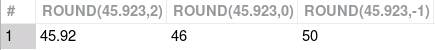 # ROUND(45.923,2) ROUND(45.923,0) ROUND(45.923,-1)
1 45.92 46 50